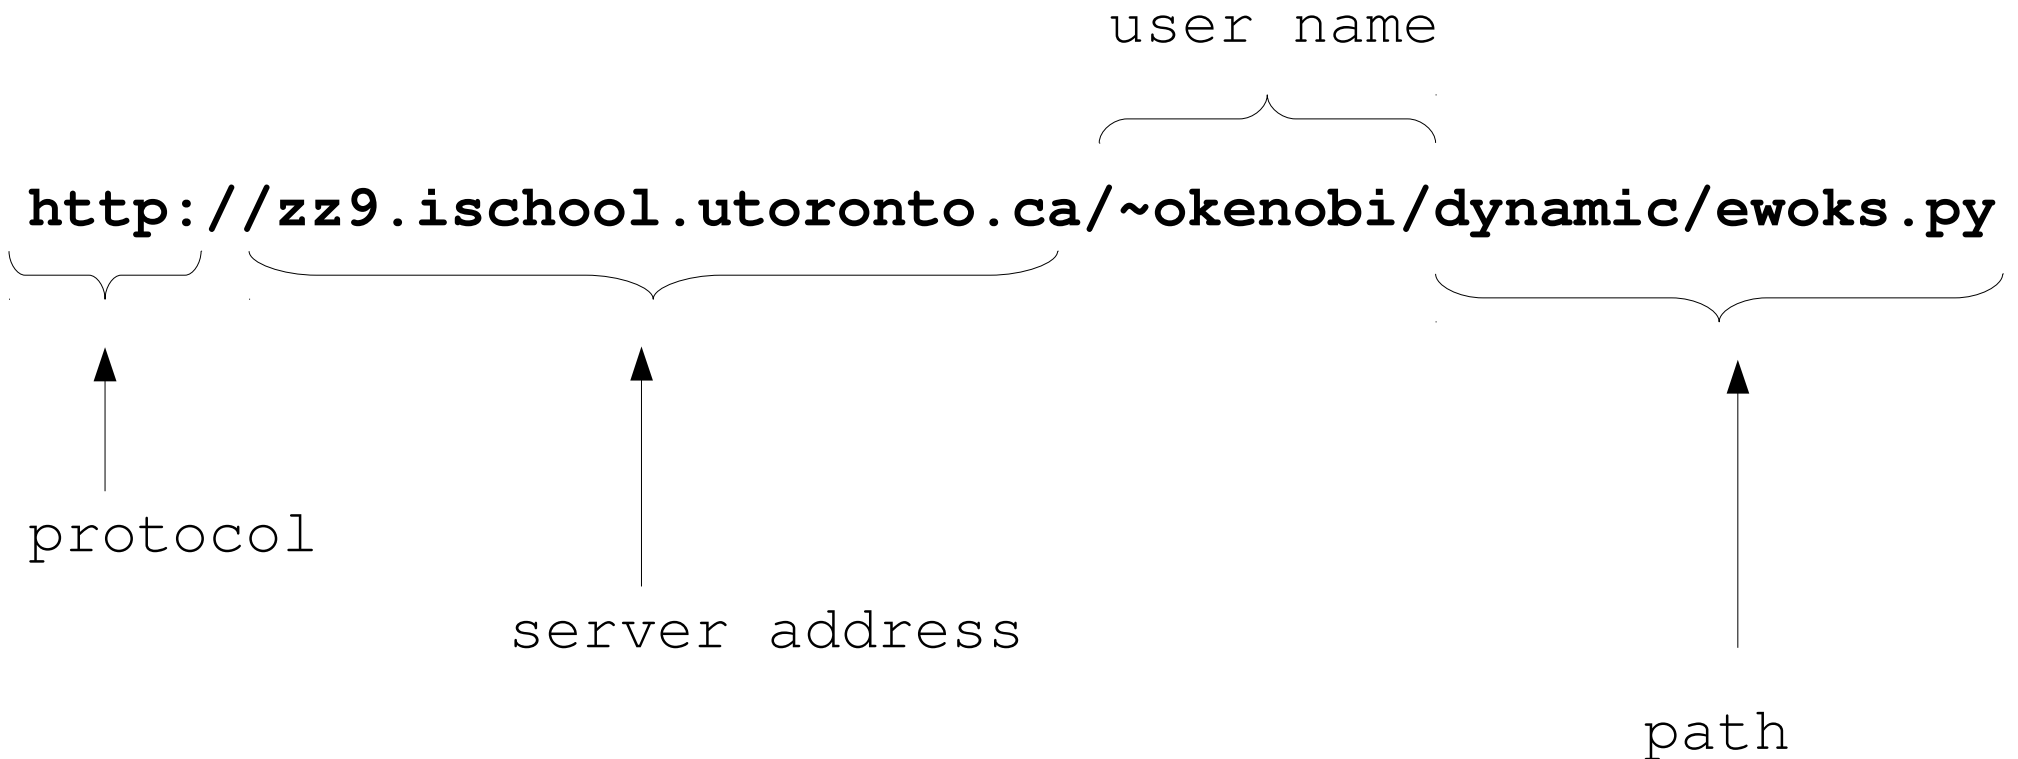 user name
http://zz9.ischool.utoronto.ca/~okenobi/dynamic/ewoks.py
protocol
server address
path